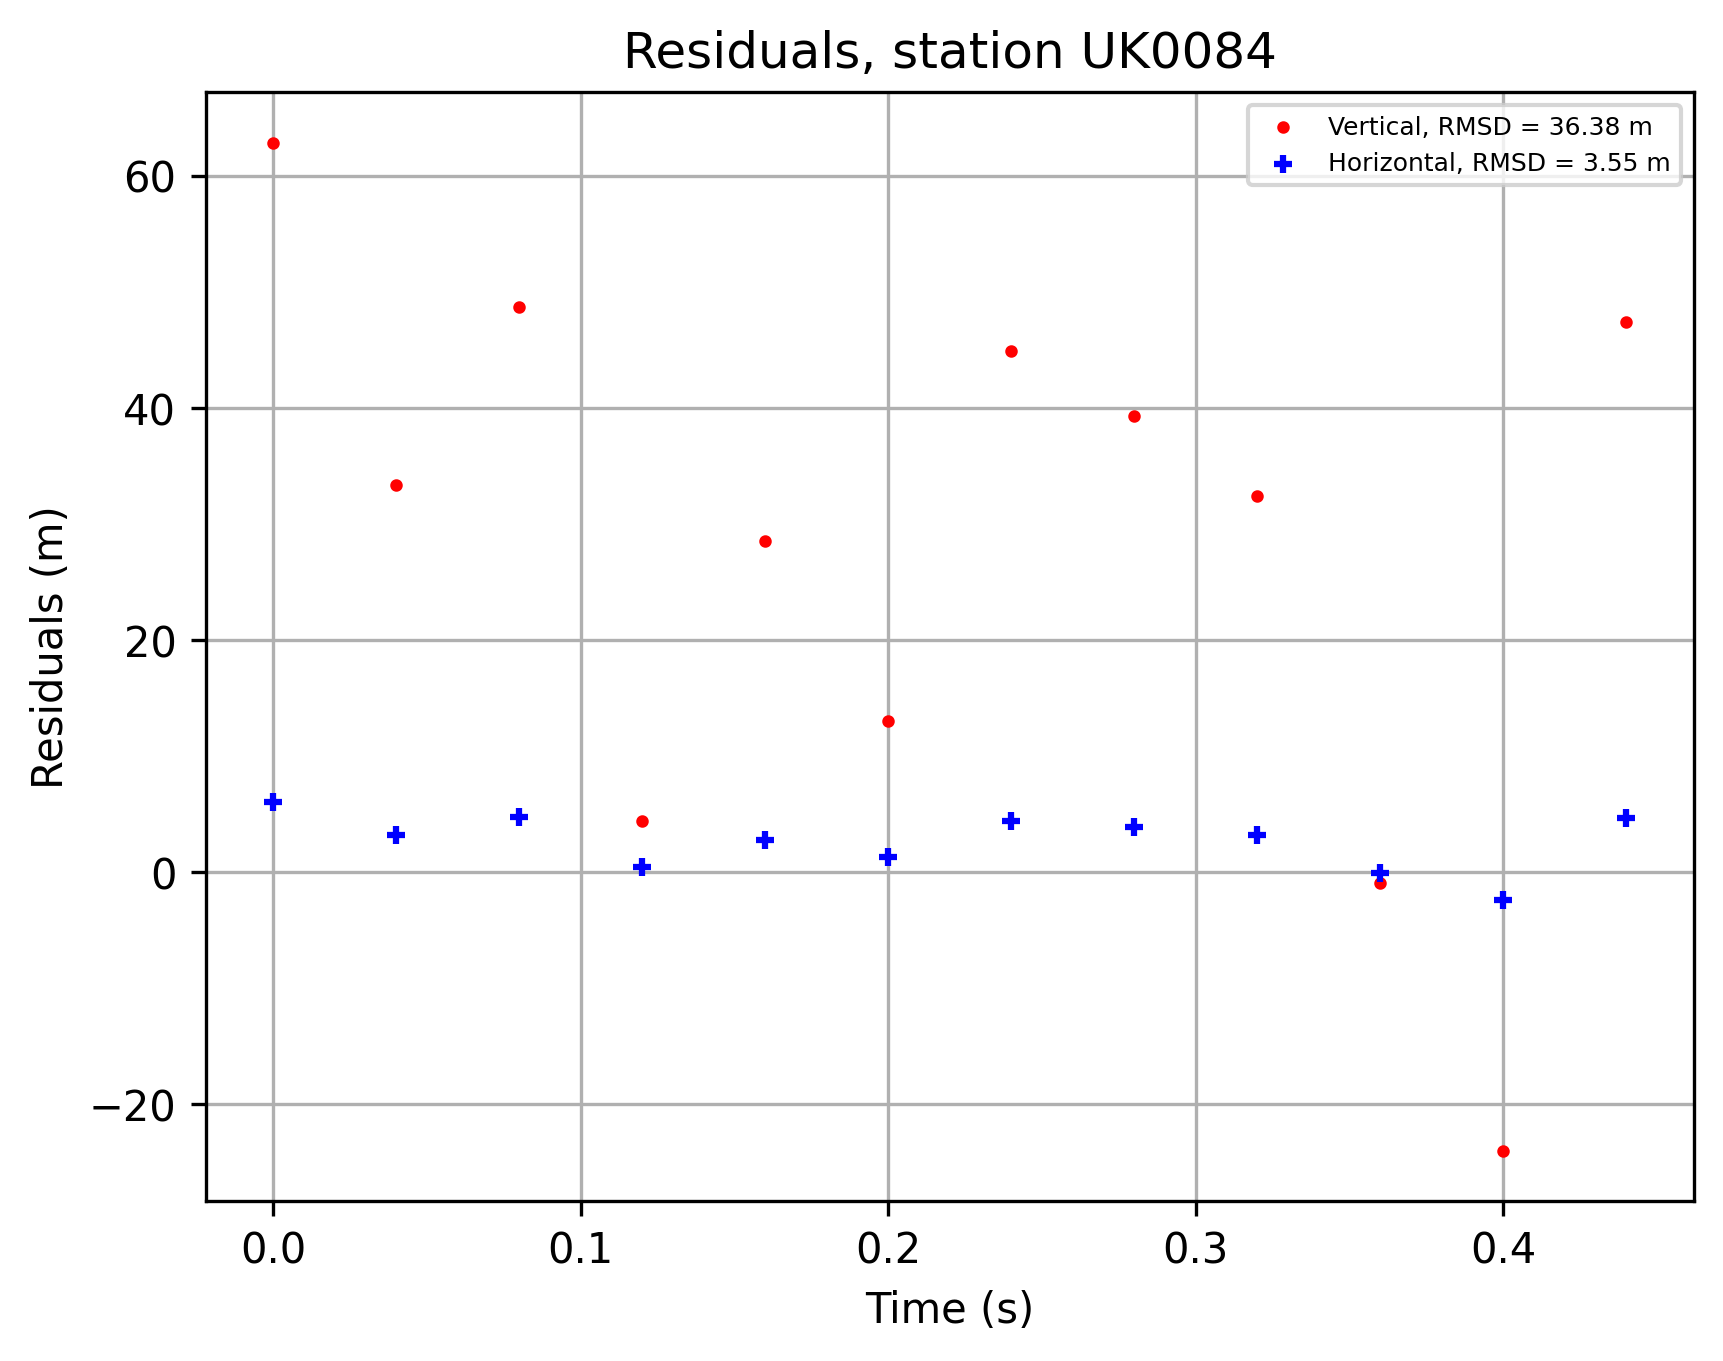 Residuals, station UK0084
Vertical, RMSD = 36.38 m
Horizontal, RMSD = 3.55 m
Residuals (m)
60
40
20
0
−20
0.0 0.1 0.2 0.3 0.4
Time (s)